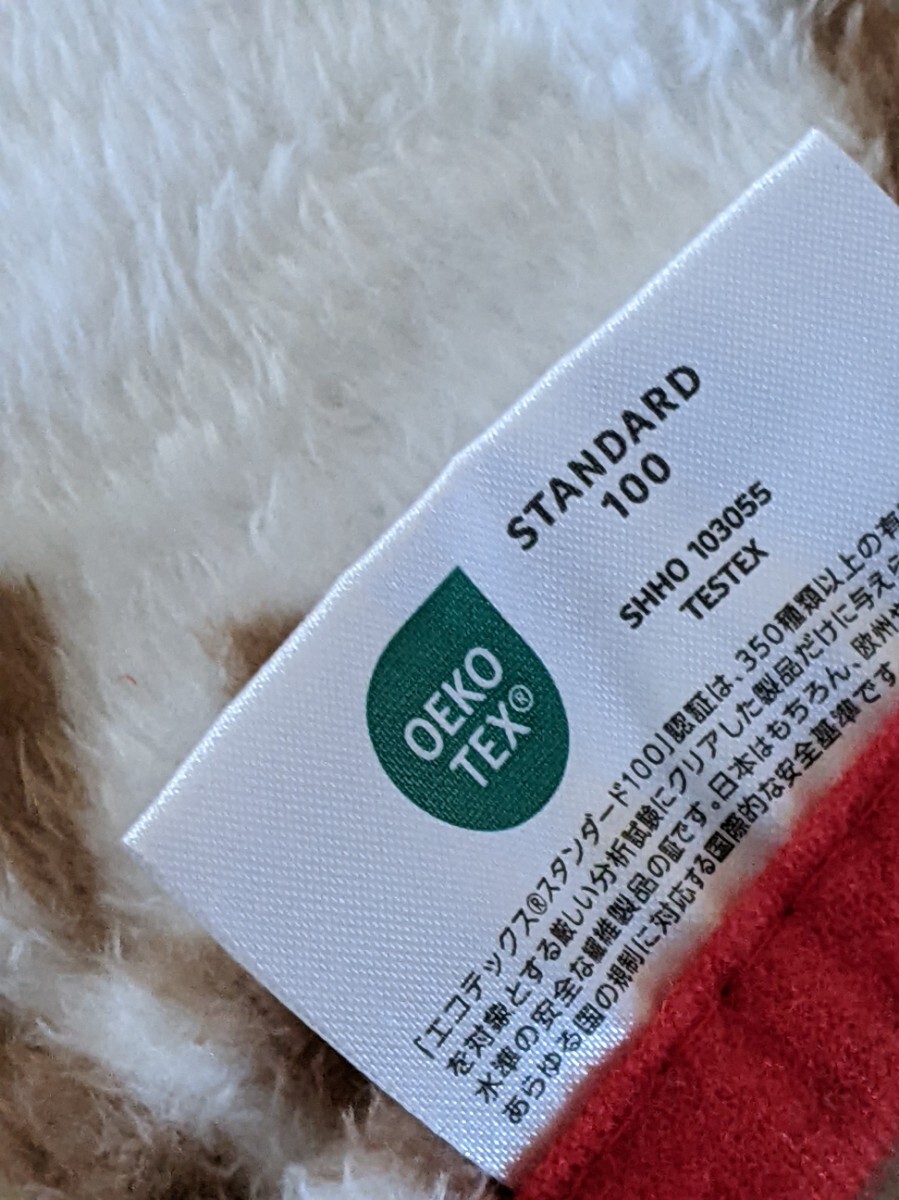 STANDARD
100
SHHO 103055
TESTEX
OEKO
TEX®
「エコテックス®スタンダード100」認証は、350種類以上の有
を対象とする厳しい分析試験にクリアした製品だけに与えら
水準の安全な繊維製品の証です。日本はもちろん、欧州や
あらゆる国の規制に対応する国際的な安全基準です